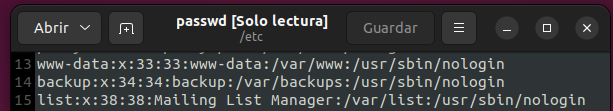 Abrir
passwd [Solo lectura]
/etc
Guardar
13 www-data:x:33:33:www-data:/var/www:/usr/sbin/nologin
14 backup:x:34:34:backup:/var/backups:/usr/sbin/nologin
15 list:x:38:38:Mailing List Manager:/var/list:/usr/sbin/nologin